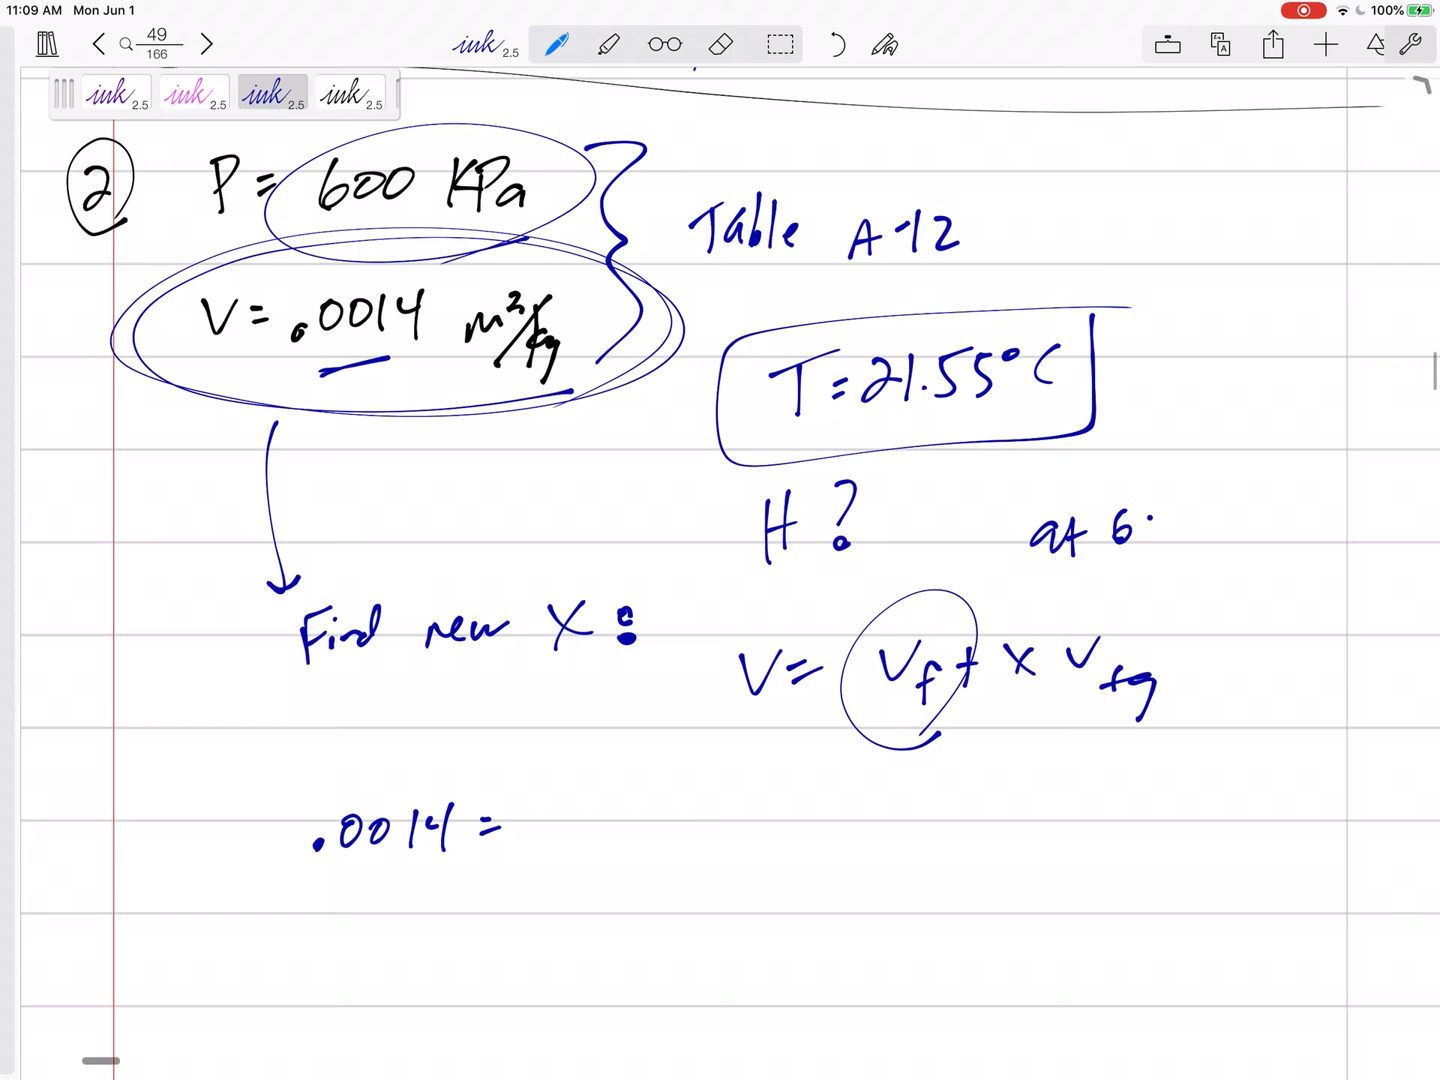 11:09 AM Mon Jun 1
100%
49
166
ink 2.5
ink 2.5
ink 2.5
ink 2.5
ink 2.5
2
P = 600 KPa
Table A-12
V = .0014 m²/kg
T = 21.55°C
H ?
at 6
Find new X :
V = Vf + x Vfg
.0014 =